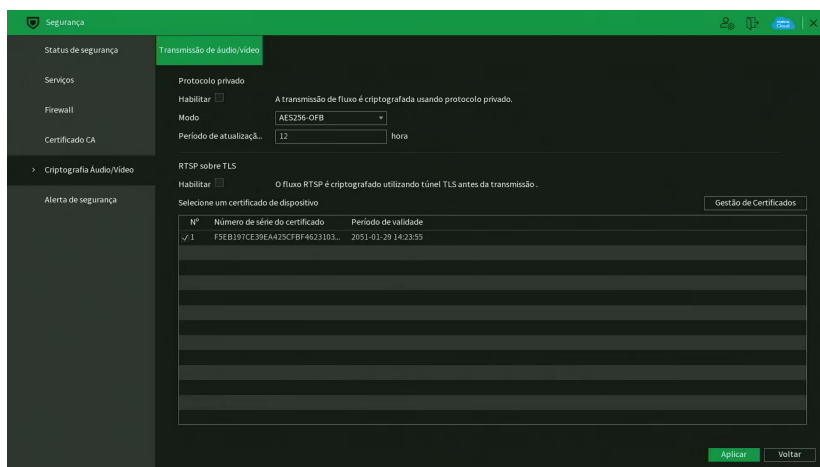 Segurança
Cloud
Status de segurança
Serviços
Firewall
Certificado CA
> Criptografia Áudio/Vídeo
Alerta de segurança
Transmissão de áudio/vídeo
Protocolo privado
Habilitar A transmissão de fluxo é criptografada usando protocolo privado.
Modo AES256-OFB
Período de atualizaçã... 12 hora
RTSP sobre TLS
Habilitar O fluxo RTSP é criptografado utilizando túnel TLS antes da transmissão .
Selecione um certificado de dispositivo Gestão de Certificados
Nº Número de série do certificado Período de validade
1 F5EB197CE39EA425CFBF4623103... 2051-01-29 14:23:55
Aplicar Voltar